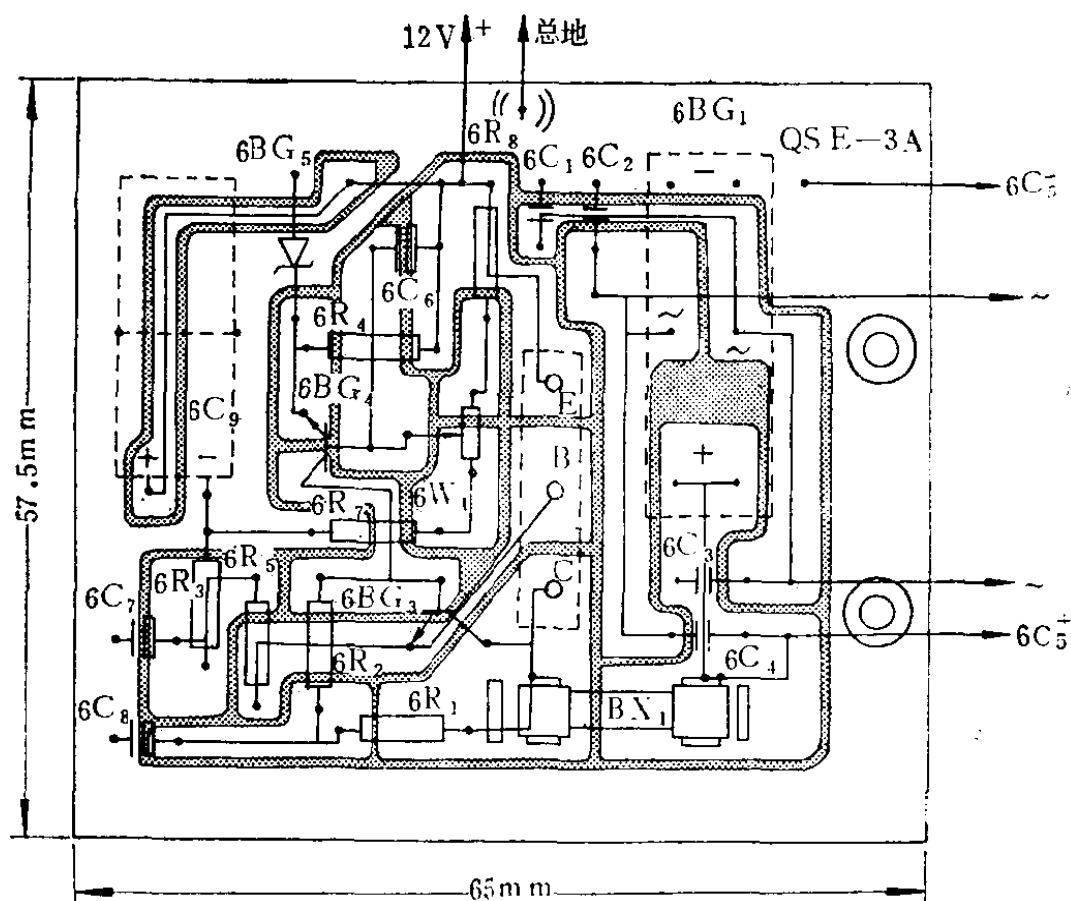 12V + 总地
6BG₁
6R₈
QSE-3A
6BG₅ 6C₁ 6C₂
-
6C₅⁻
6C₆
6R₄
~
~
~
6BG₄
6C₉
E
+ -
B
+
6R₇ 6W₁
57.5mm
6C₃
6R₅
6R₃
C
~
6C₇
6BG₃
6C₅⁺
6R₂
6C₄
6C₈
6R₁
BX₁
65mm